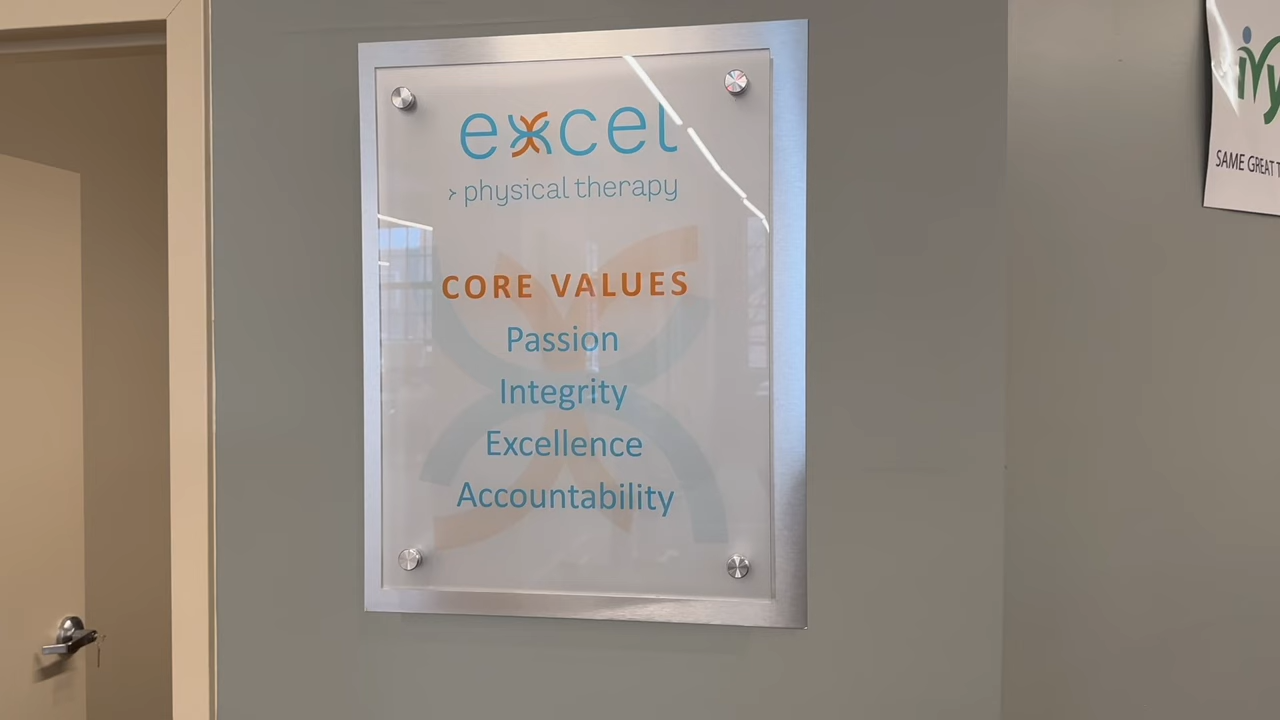 excel
physical therapy
CORE VALUES
Passion
Integrity
Excellence
Accountability
SAME GREAT